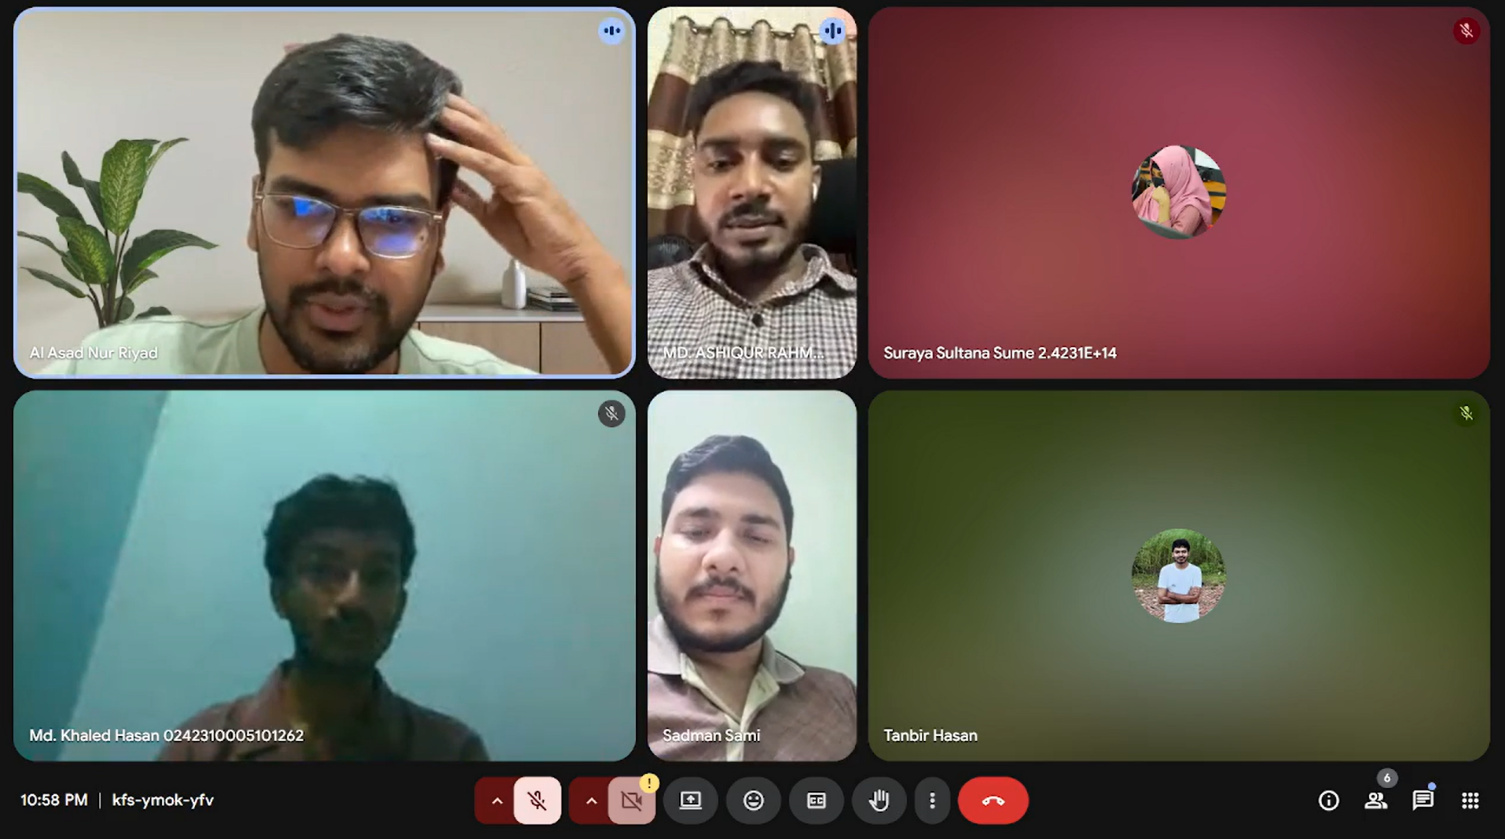 Al Asad Nur Riyad
MD. ASHIQUR RAHM...
Suraya Sultana Sume 2.4231E+14
Md. Khaled Hasan 0242310005101262
Sadman Sami
Tanbir Hasan
10:58 PM | kfs-ymok-yfv
!
CC
6